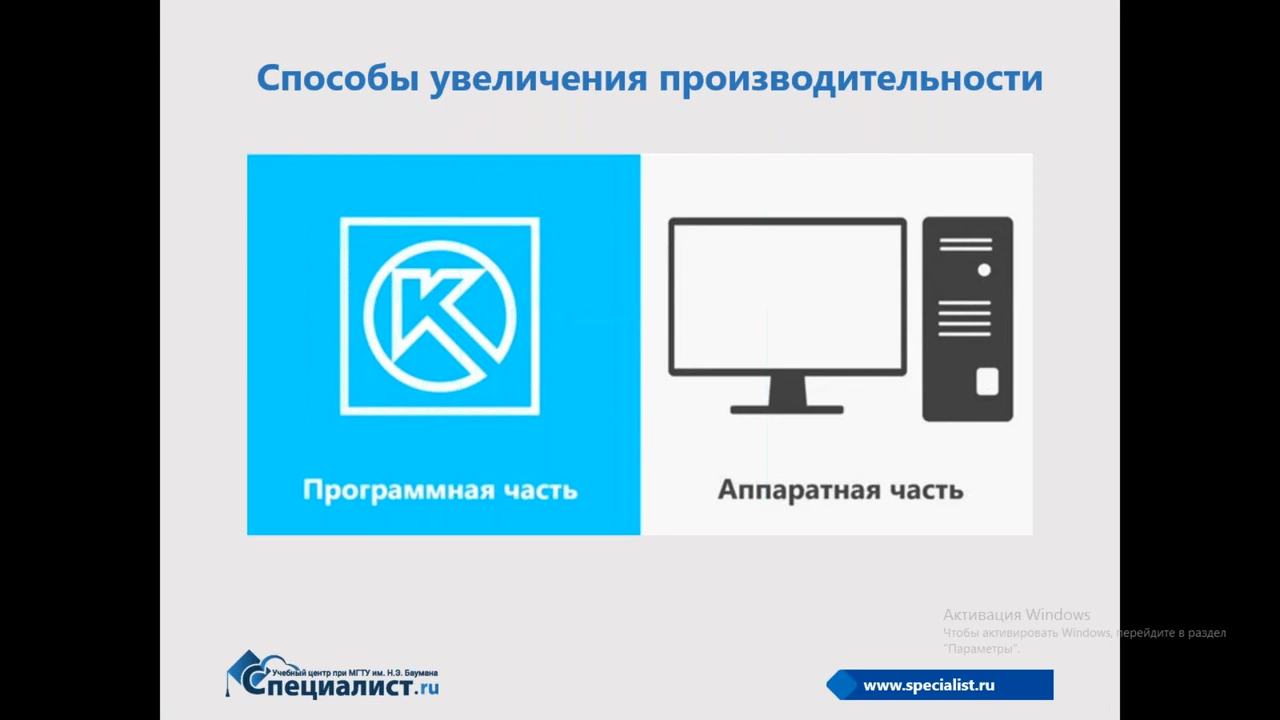 Способы увеличения производительности
Программная часть
Аппаратная часть
Активация Windows
Чтобы активировать Windows, перейдите в раздел
"Параметры".
Учебный центр при МГТУ им. Н.Э. Баумана
Специалист.ru
www.specialist.ru